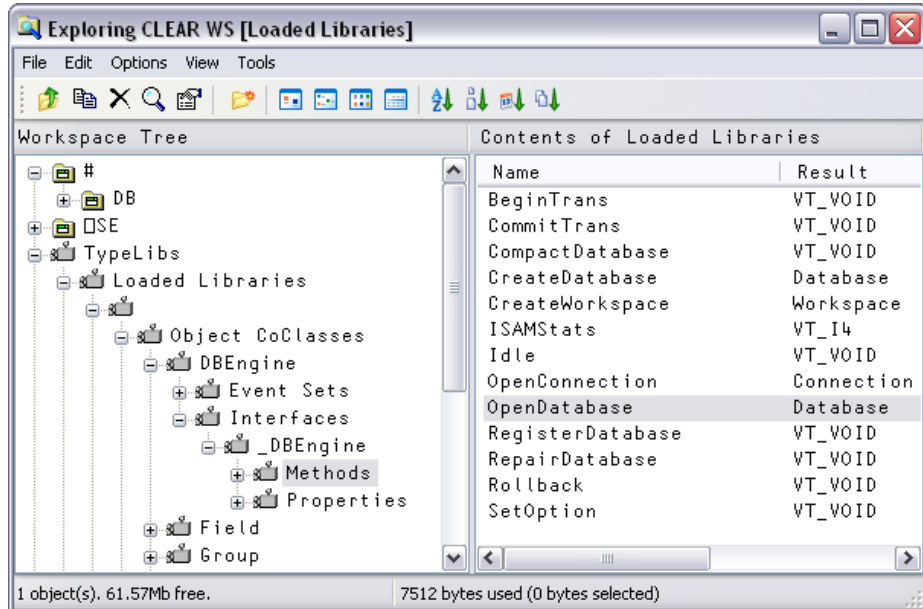 Exploring CLEAR WS [Loaded Libraries]
File Edit Options View Tools
Workspace Tree
#
DB
⎕SE
TypeLibs
Loaded Libraries
Object CoClasses
DBEngine
Event Sets
Interfaces
_DBEngine
Methods
Properties
Field
Group
Contents of Loaded Libraries
Name Result
BeginTrans VT_VOID
CommitTrans VT_VOID
CompactDatabase VT_VOID
CreateDatabase Database
CreateWorkspace Workspace
ISAMStats VT_I4
Idle VT_VOID
OpenConnection Connection
OpenDatabase Database
RegisterDatabase VT_VOID
RepairDatabase VT_VOID
Rollback VT_VOID
SetOption VT_VOID
1 object(s). 61.57Mb free. 7512 bytes used (0 bytes selected)